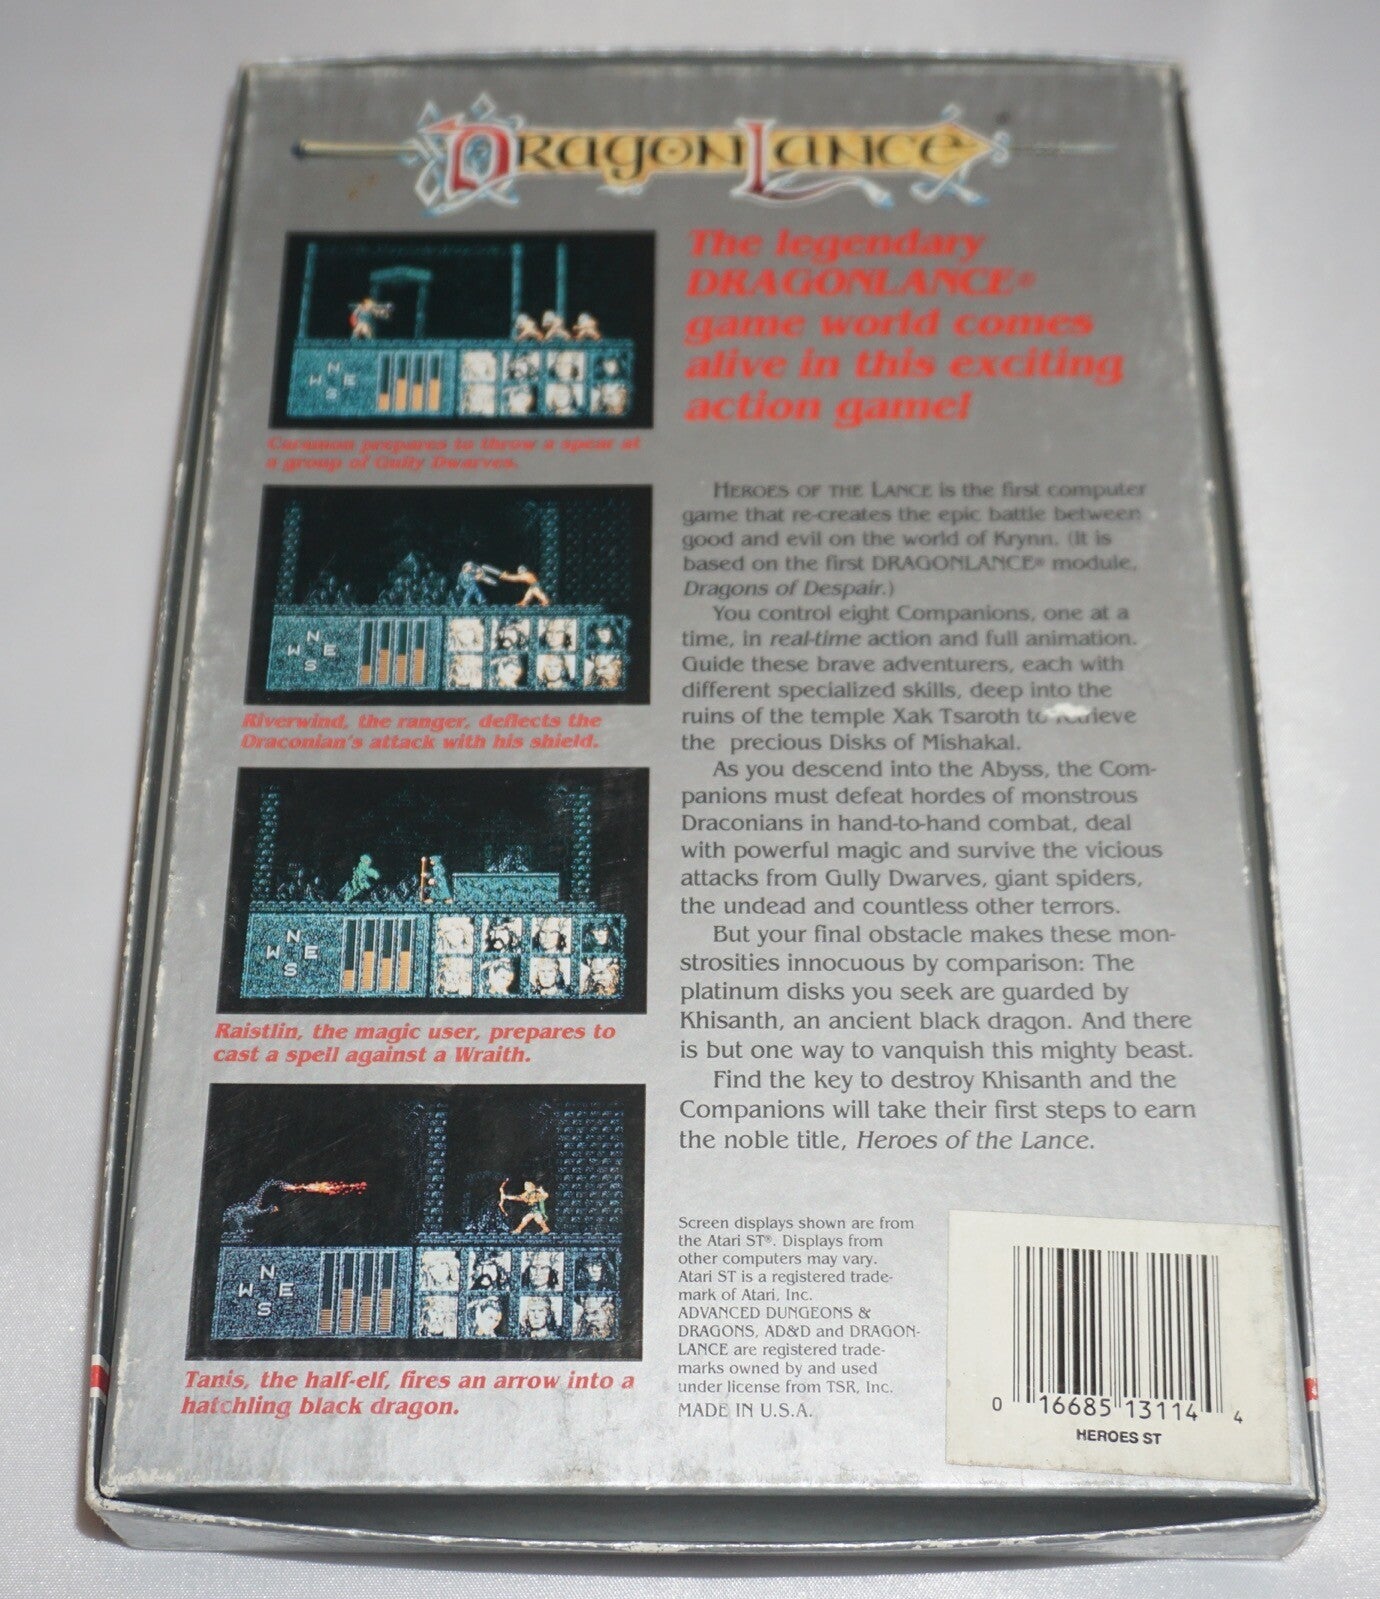 DRAGONLANCE
The legendary
DRAGONLANCE®
game world comes
alive in this exciting
action game!
Caramon prepares to throw a spear at
a group of Gully Dwarves.
Riverwind, the ranger, deflects the
Draconian's attack with his shield.
Raistlin, the magic user, prepares to
cast a spell against a Wraith.
Tanis, the half-elf, fires an arrow into a
hatchling black dragon.
N
W E
S
N
W E
S
N
W E
S
N
W E
S
HEROES OF THE LANCE is the first computer
game that re-creates the epic battle between
good and evil on the world of Krynn. (It is
based on the first DRAGONLANCE® module,
Dragons of Despair.)
You control eight Companions, one at a
time, in real-time action and full animation.
Guide these brave adventurers, each with
different specialized skills, deep into the
ruins of the temple Xak Tsaroth to retrieve
the precious Disks of Mishakal.
As you descend into the Abyss, the Com-
panions must defeat hordes of monstrous
Draconians in hand-to-hand combat, deal
with powerful magic and survive the vicious
attacks from Gully Dwarves, giant spiders,
the undead and countless other terrors.
But your final obstacle makes these mon-
strosities innocuous by comparison: The
platinum disks you seek are guarded by
Khisanth, an ancient black dragon. And there
is but one way to vanquish this mighty beast.
Find the key to destroy Khisanth and the
Companions will take their first steps to earn
the noble title, Heroes of the Lance.
Screen displays shown are from
the Atari ST®. Displays from
other computers may vary.
Atari ST is a registered trade-
mark of Atari, Inc.
ADVANCED DUNGEONS &
DRAGONS, AD&D and DRAGON-
LANCE are registered trade-
marks owned by and used
under license from TSR, Inc.
MADE IN U.S.A.
0 16685 13114 4
HEROES ST